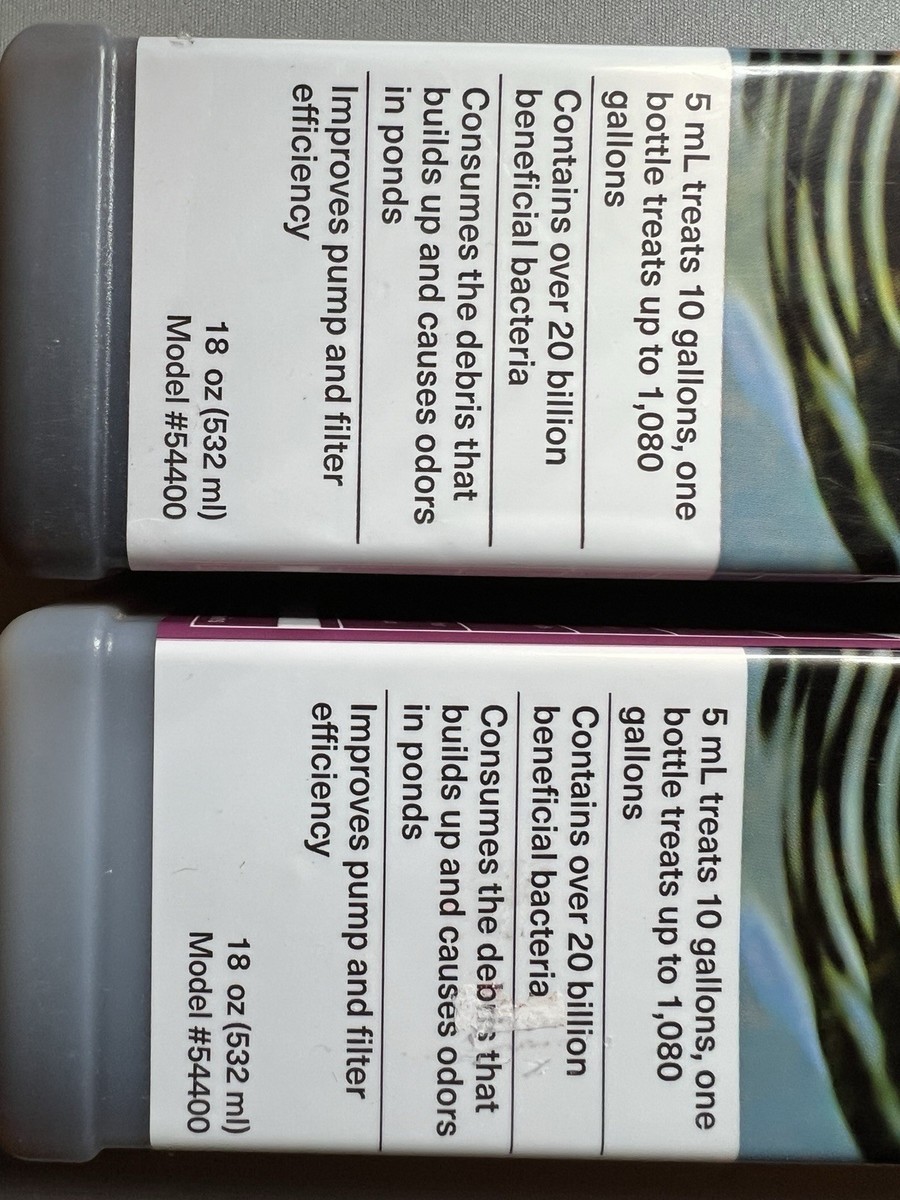 5 mL treats 10 gallons, one
bottle treats up to 1,080
gallons
Contains over 20 billion
beneficial bacteria
Consumes the debris that
builds up and causes odors
in ponds
Improves pump and filter
efficiency
18 oz (532 ml)
Model #54400
5 mL treats 10 gallons, one
bottle treats up to 1,080
gallons
Contains over 20 billion
beneficial bacteria
Consumes the debris that
builds up and causes odors
in ponds
Improves pump and filter
efficiency
18 oz (532 ml)
Model #54400